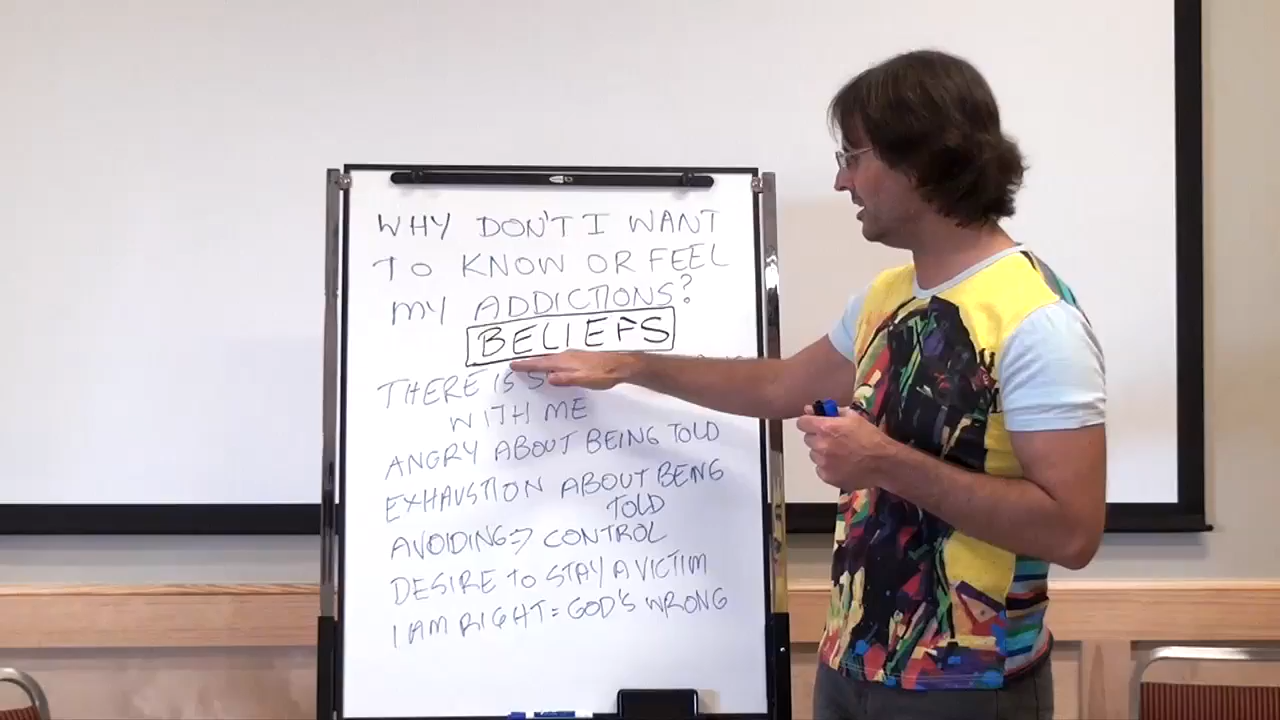 WHY DON'T I WANT
TO KNOW OR FEEL
MY ADDICTIONS?
BELIEFS
THERE IS
WITH ME
ANGRY ABOUT BEING TOLD
EXHAUSTION ABOUT BEING
TOLD
AVOIDING => CONTROL
DESIRE TO STAY A VICTIM
I AM RIGHT = GOD'S WRONG